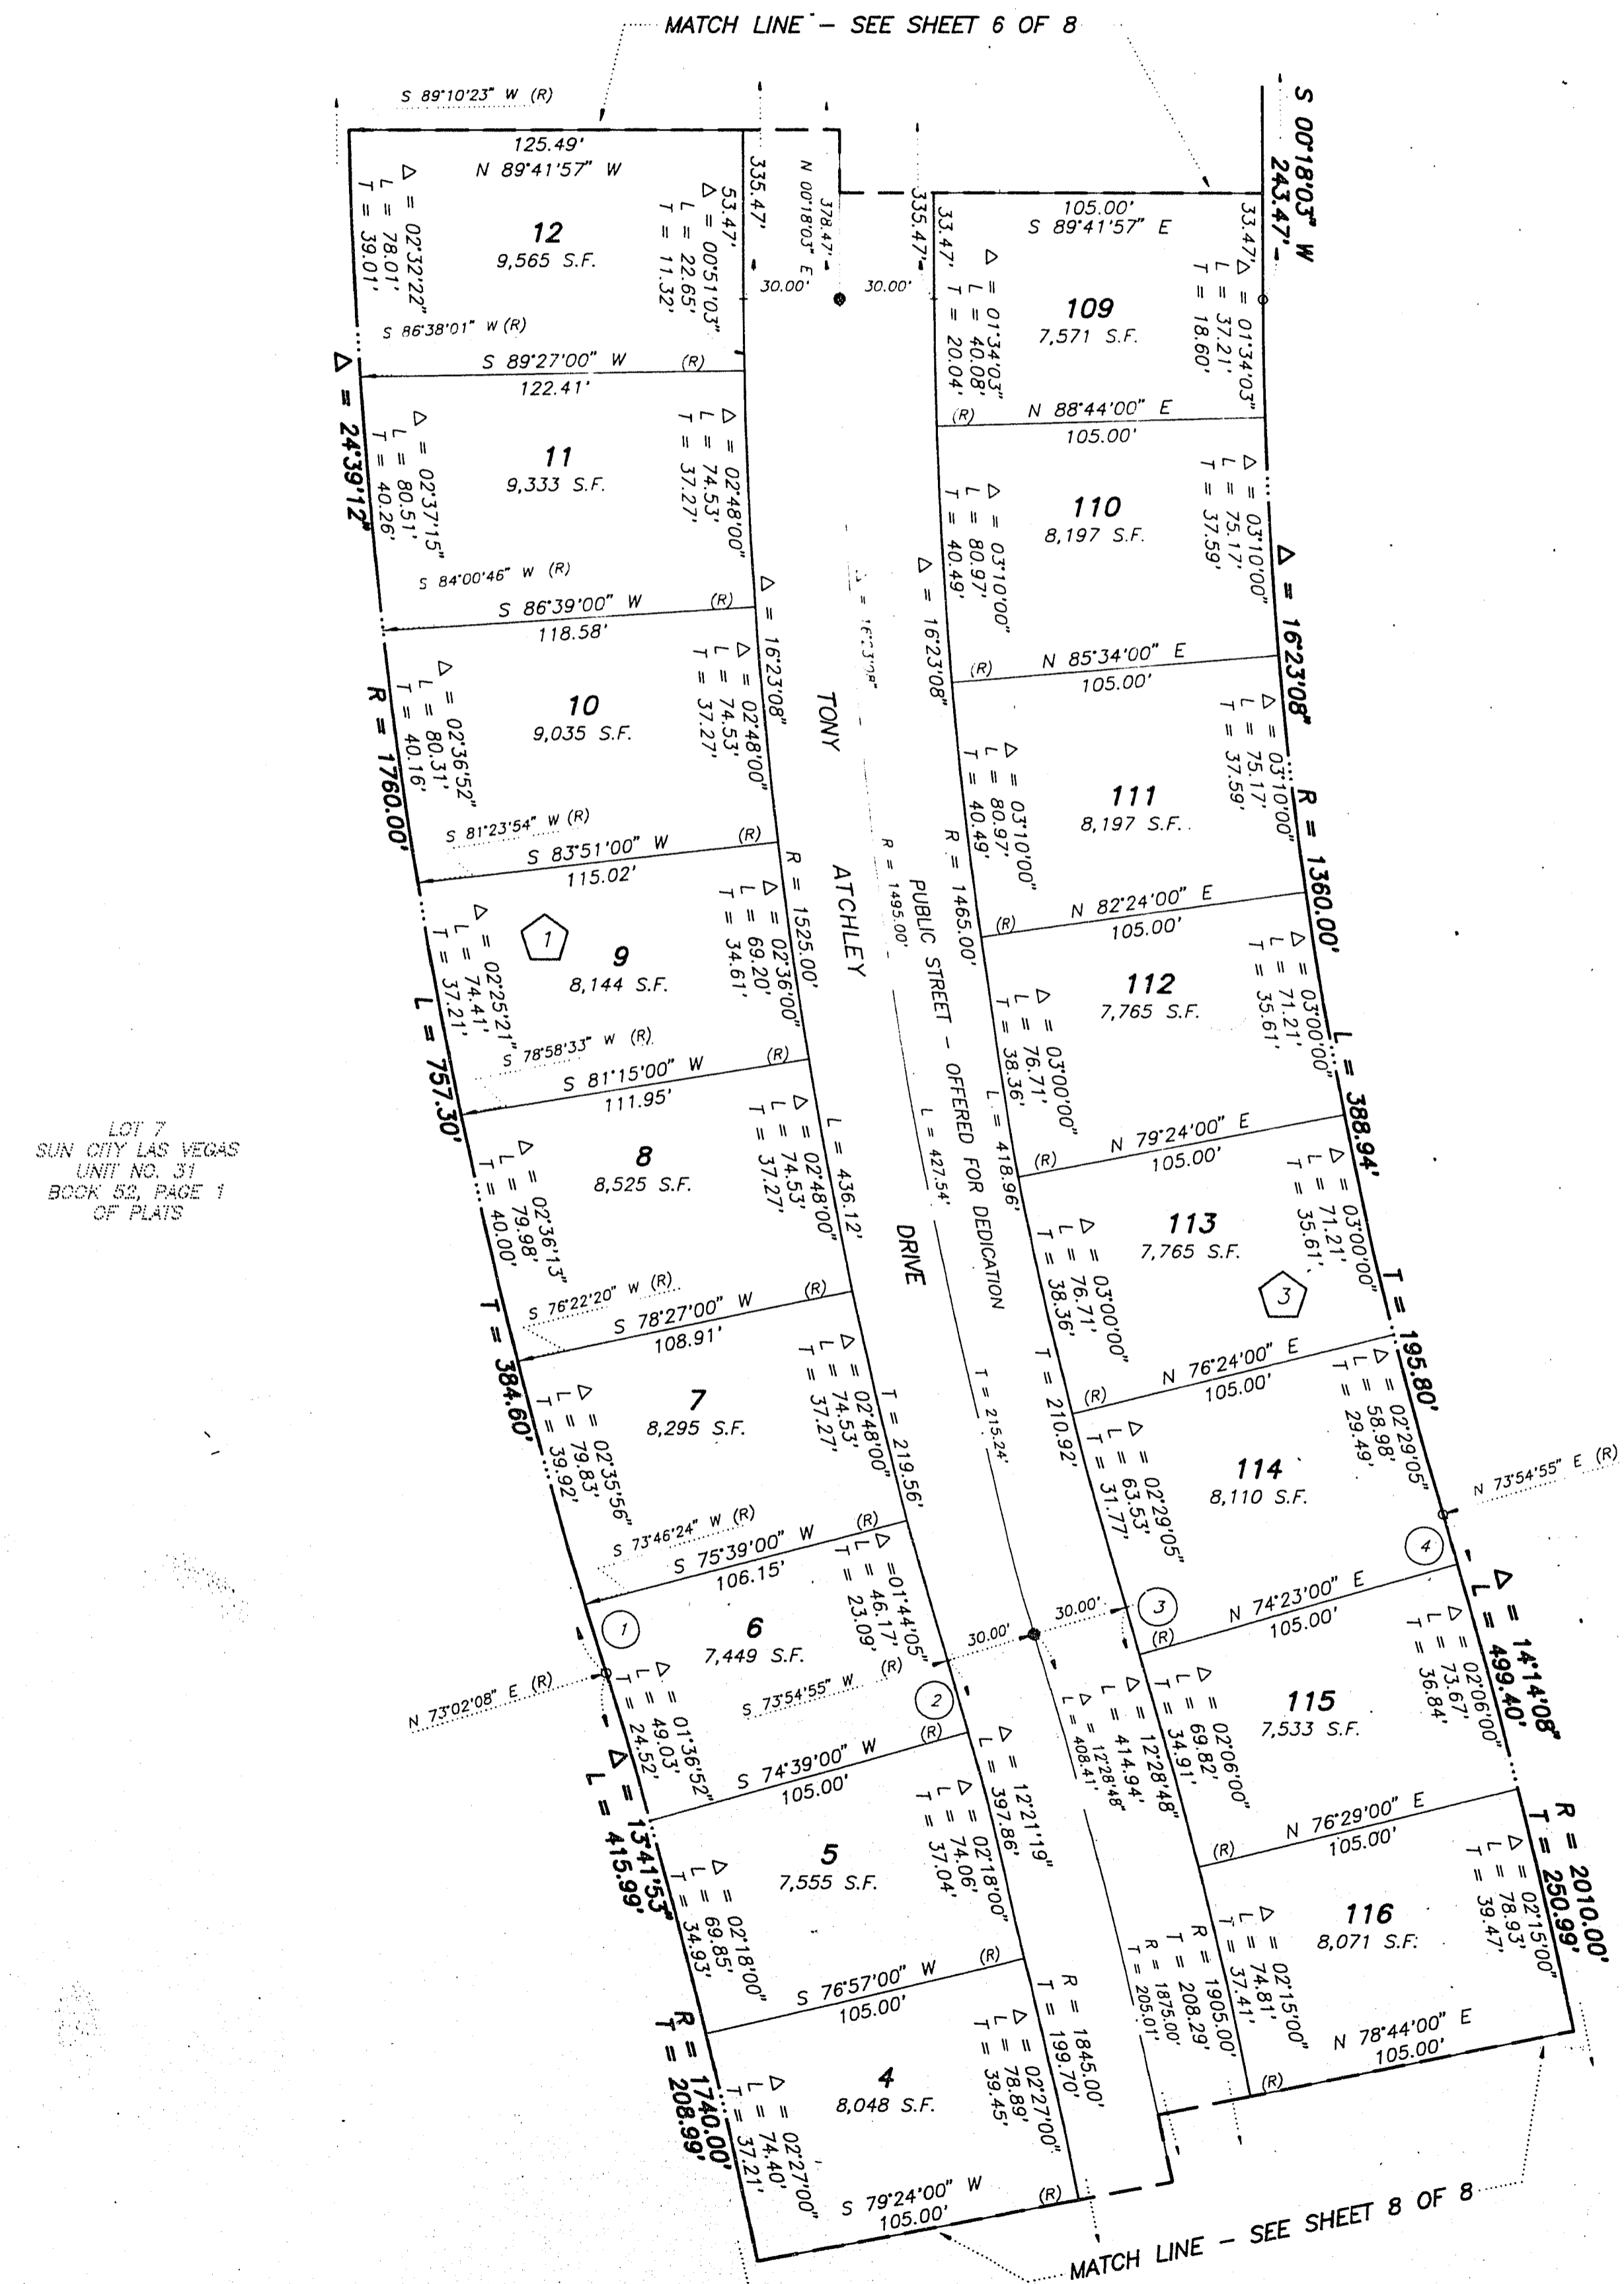 MATCH LINE – SEE SHEET 6 OF 8
S 89°10'23" W (R)
S 00°18'03" W
243.47'
125.49'
N 89°41'57" W
Δ = 02°32'22"
L = 78.01'
T = 39.01'
12
9,565 S.F.
53.47'
Δ = 00°51'03"
L = 22.65'
T = 11.32'
335.47'
N 00°18'03" E
378.47'
30.00'
30.00'
335.47'
33.47'
105.00'
S 89°41'57" E
33.47'
Δ = 01°34'03"
L = 40.08'
T = 20.04'
109
7,571 S.F.
Δ = 01°34'03"
L = 37.21'
T = 18.60'
S 86°38'01" W (R)
S 89°27'00" W (R)
122.41'
(R) N 88°44'00" E
105.00'
Δ = 24°39'12"
R = 1760.00'
L = 757.30'
T = 384.60'
Δ = 02°37'15"
L = 80.51'
T = 40.26'
11
9,333 S.F.
Δ = 02°48'00"
L = 74.53'
T = 37.27'
Δ = 03°10'00"
L = 80.97'
T = 40.49'
110
8,197 S.F.
Δ = 03°10'00"
L = 75.17'
T = 37.59'
Δ = 16°23'08"
R = 1360.00'
L = 388.94'
T = 195.80'
S 84°00'46" W (R)
S 86°39'00" W (R)
118.58'
(R) N 85°34'00" E
105.00'
Δ = 02°36'52"
L = 80.31'
T = 40.16'
10
9,035 S.F.
Δ = 02°48'00"
L = 74.53'
T = 37.27'
Δ = 16°23'08"
R = 1525.00'
L = 436.12'
T = 219.56'
TONY ATCHLEY DRIVE
Δ = 16°23'08"
R = 1495.00'
L = 427.54'
T = 215.24'
PUBLIC STREET – OFFERED FOR DEDICATION
Δ = 16°23'08"
R = 1465.00'
L = 418.96'
T = 210.92'
Δ = 03°10'00"
L = 80.97'
T = 40.49'
111
8,197 S.F.
Δ = 03°10'00"
L = 75.17'
T = 37.59'
S 81°23'54" W (R)
S 83°51'00" W (R)
115.02'
(R) N 82°24'00" E
105.00'
1
Δ = 02°25'21"
L = 74.41'
T = 37.21'
9
8,144 S.F.
Δ = 02°36'00"
L = 69.20'
T = 34.61'
Δ = 03°00'00"
L = 76.71'
T = 38.36'
112
7,765 S.F.
Δ = 03°00'00"
L = 71.21'
T = 35.61'
S 78°58'33" W (R)
S 81°15'00" W (R)
111.95'
(R) N 79°24'00" E
105.00'
LOT 7
SUN CITY LAS VEGAS
UNIT NO. 31
BOOK 52, PAGE 1
OF PLATS
Δ = 02°36'13"
L = 79.98'
T = 40.00'
8
8,525 S.F.
Δ = 02°48'00"
L = 74.53'
T = 37.27'
Δ = 03°00'00"
L = 76.71'
T = 38.36'
113
7,765 S.F.
3
Δ = 03°00'00"
L = 71.21'
T = 35.61'
S 76°22'20" W (R)
S 78°27'00" W (R)
108.91'
(R) N 76°24'00" E
105.00'
Δ = 02°35'56"
L = 79.83'
T = 39.92'
7
8,295 S.F.
Δ = 02°48'00"
L = 74.53'
T = 37.27'
Δ = 02°29'05"
L = 63.53'
T = 31.77'
114
8,110 S.F.
Δ = 02°29'05"
L = 58.98'
T = 29.49'
N 73°54'55" E (R)
4
S 73°46'24" W (R)
S 75°39'00" W (R)
106.15'
30.00'
30.00'
3
(R) N 74°23'00" E
105.00'
1
6
7,449 S.F.
Δ =01°44'05"
L = 46.17'
T = 23.09'
S 73°54'55" W (R)
2
N 73°02'08" E (R)
Δ = 01°36'52"
L = 49.03'
T = 24.52'
S 74°39'00" W (R)
105.00'
Δ = 13°41'53"
L = 415.99'
R = 1740.00'
T = 208.99'
Δ = 12°21'19"
L = 397.86'
R = 1845.00'
T = 199.70'
Δ = 12°28'48"
L = 408.41'
R = 1875.00'
T = 205.01'
Δ = 12°28'48"
L = 414.94'
R = 1905.00'
T = 208.29'
Δ = 02°06'00"
L = 69.82'
T = 34.91'
115
7,533 S.F.
Δ = 02°06'00"
L = 73.67'
T = 36.84'
Δ = 14°14'08"
L = 499.40'
R = 2010.00'
T = 250.99'
(R) N 76°29'00" E
105.00'
Δ = 02°18'00"
L = 69.85'
T = 34.93'
5
7,555 S.F.
Δ = 02°18'00"
L = 74.06'
T = 37.04'
S 76°57'00" W (R)
105.00'
Δ = 02°15'00"
L = 74.81'
T = 37.41'
116
8,071 S.F.
Δ = 02°15'00"
L = 78.93'
T = 39.47'
N 78°44'00" E
105.00'
(R)
Δ = 02°27'00"
L = 74.40'
T = 37.21'
4
8,048 S.F.
Δ = 02°27'00"
L = 78.89'
T = 39.45'
S 79°24'00" W (R)
105.00'
MATCH LINE – SEE SHEET 8 OF 8